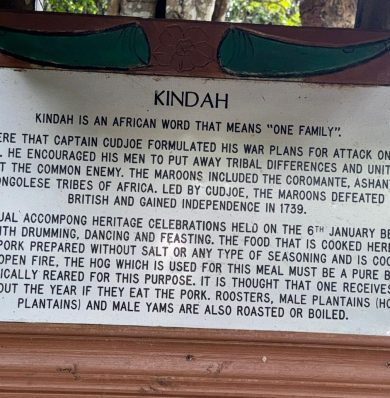 KINDAH
KINDAH IS AN AFRICAN WORD THAT MEANS “ONE FAMILY”.
ERE THAT CAPTAIN CUDJOE FORMULATED HIS WAR PLANS FOR ATTACK ON
. HE ENCOURAGED HIS MEN TO PUT AWAY TRIBAL DIFFERENCES AND UNIT
T THE COMMON ENEMY. THE MAROONS INCLUDED THE COROMANTE, ASHAN
ONGOLESE TRIBES OF AFRICA. LED BY CUDJOE, THE MAROONS DEFEATED
BRITISH AND GAINED INDEPENDENCE IN 1739.
UAL ACCOMPONG HERITAGE CELEBRATIONS HELD ON THE 6TH JANUARY BE
ITH DRUMMING, DANCING AND FEASTING. THE FOOD THAT IS COOKED HERE
PORK PREPARED WITHOUT SALT OR ANY TYPE OF SEASONING AND IS COO
OPEN FIRE, THE HOG WHICH IS USED FOR THIS MEAL MUST BE A PURE B
ICALLY REARED FOR THIS PURPOSE. IT IS THOUGHT THAT ONE RECEIVES
OUT THE YEAR IF THEY EAT THE PORK. ROOSTERS, MALE PLANTAINS (H
PLANTAINS) AND MALE YAMS ARE ALSO ROASTED OR BOILED.